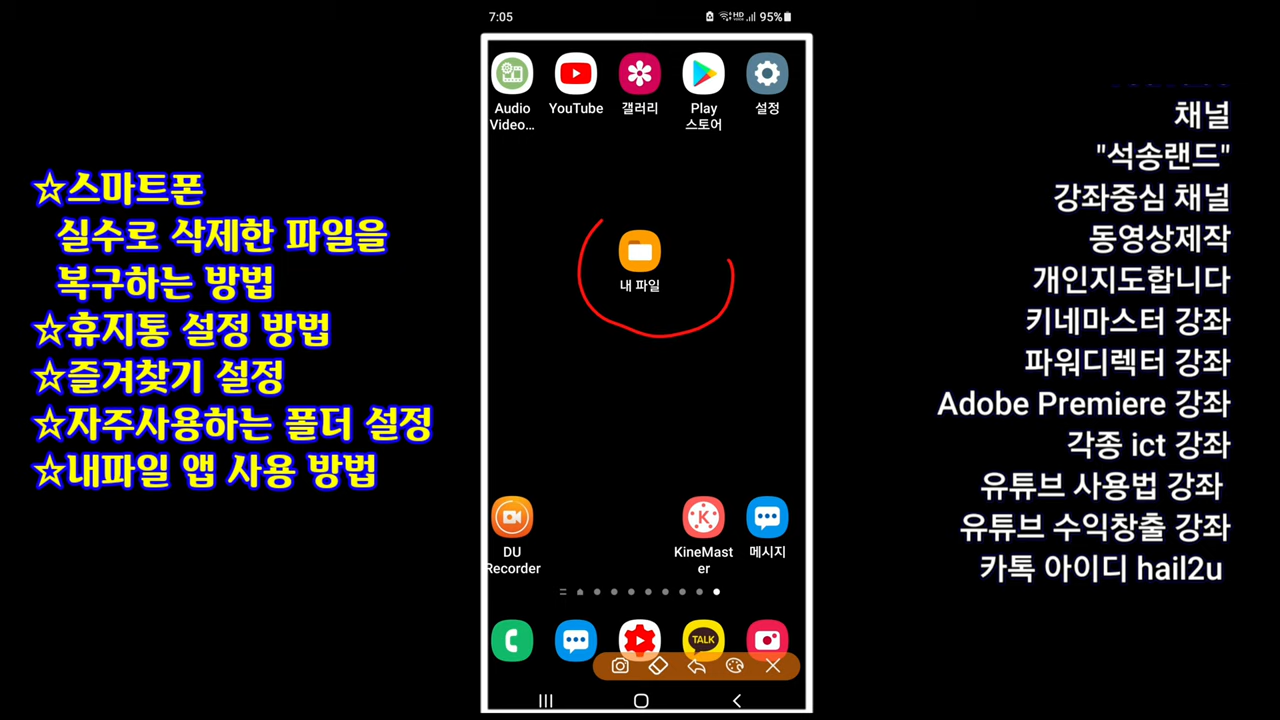 ☆스마트폰
실수로 삭제한 파일을
복구하는 방법
☆휴지통 설정 방법
☆즐겨찾기 설정
☆자주사용하는 폴더 설정
☆내파일 앱 사용 방법
7:05
95%
Audio
Video...
YouTube
갤러리
Play
스토어
설정
내 파일
DU
Recorder
KineMast
er
메시지
TALK
채널
"석송랜드"
강좌중심 채널
동영상제작
개인지도합니다
키네마스터 강좌
파워디렉터 강좌
Adobe Premiere 강좌
각종 ict 강좌
유튜브 사용법 강좌
유튜브 수익창출 강좌
카톡 아이디 hail2u